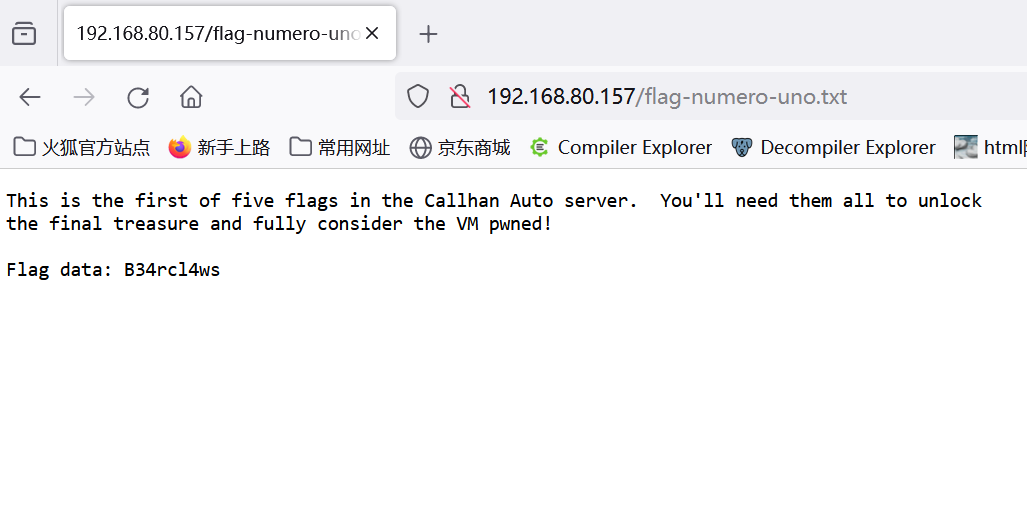 192.168.80.157/flag-numero-uno
192.168.80.157/flag-numero-uno.txt
火狐官方站点 新手上路 常用网址 京东商城 Compiler Explorer Decompiler Explorer
This is the first of five flags in the Callhan Auto server.  You'll need them all to unlock
the final treasure and fully consider the VM pwned!
Flag data: B34rcl4ws